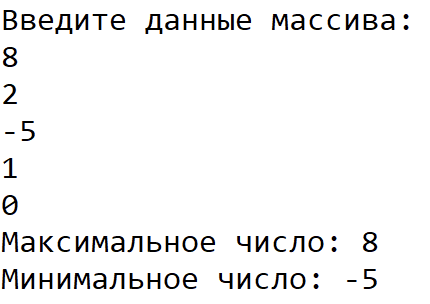 Введите данные массива:
8
2
-5
1
0
Максимальное число: 8
Минимальное число: -5